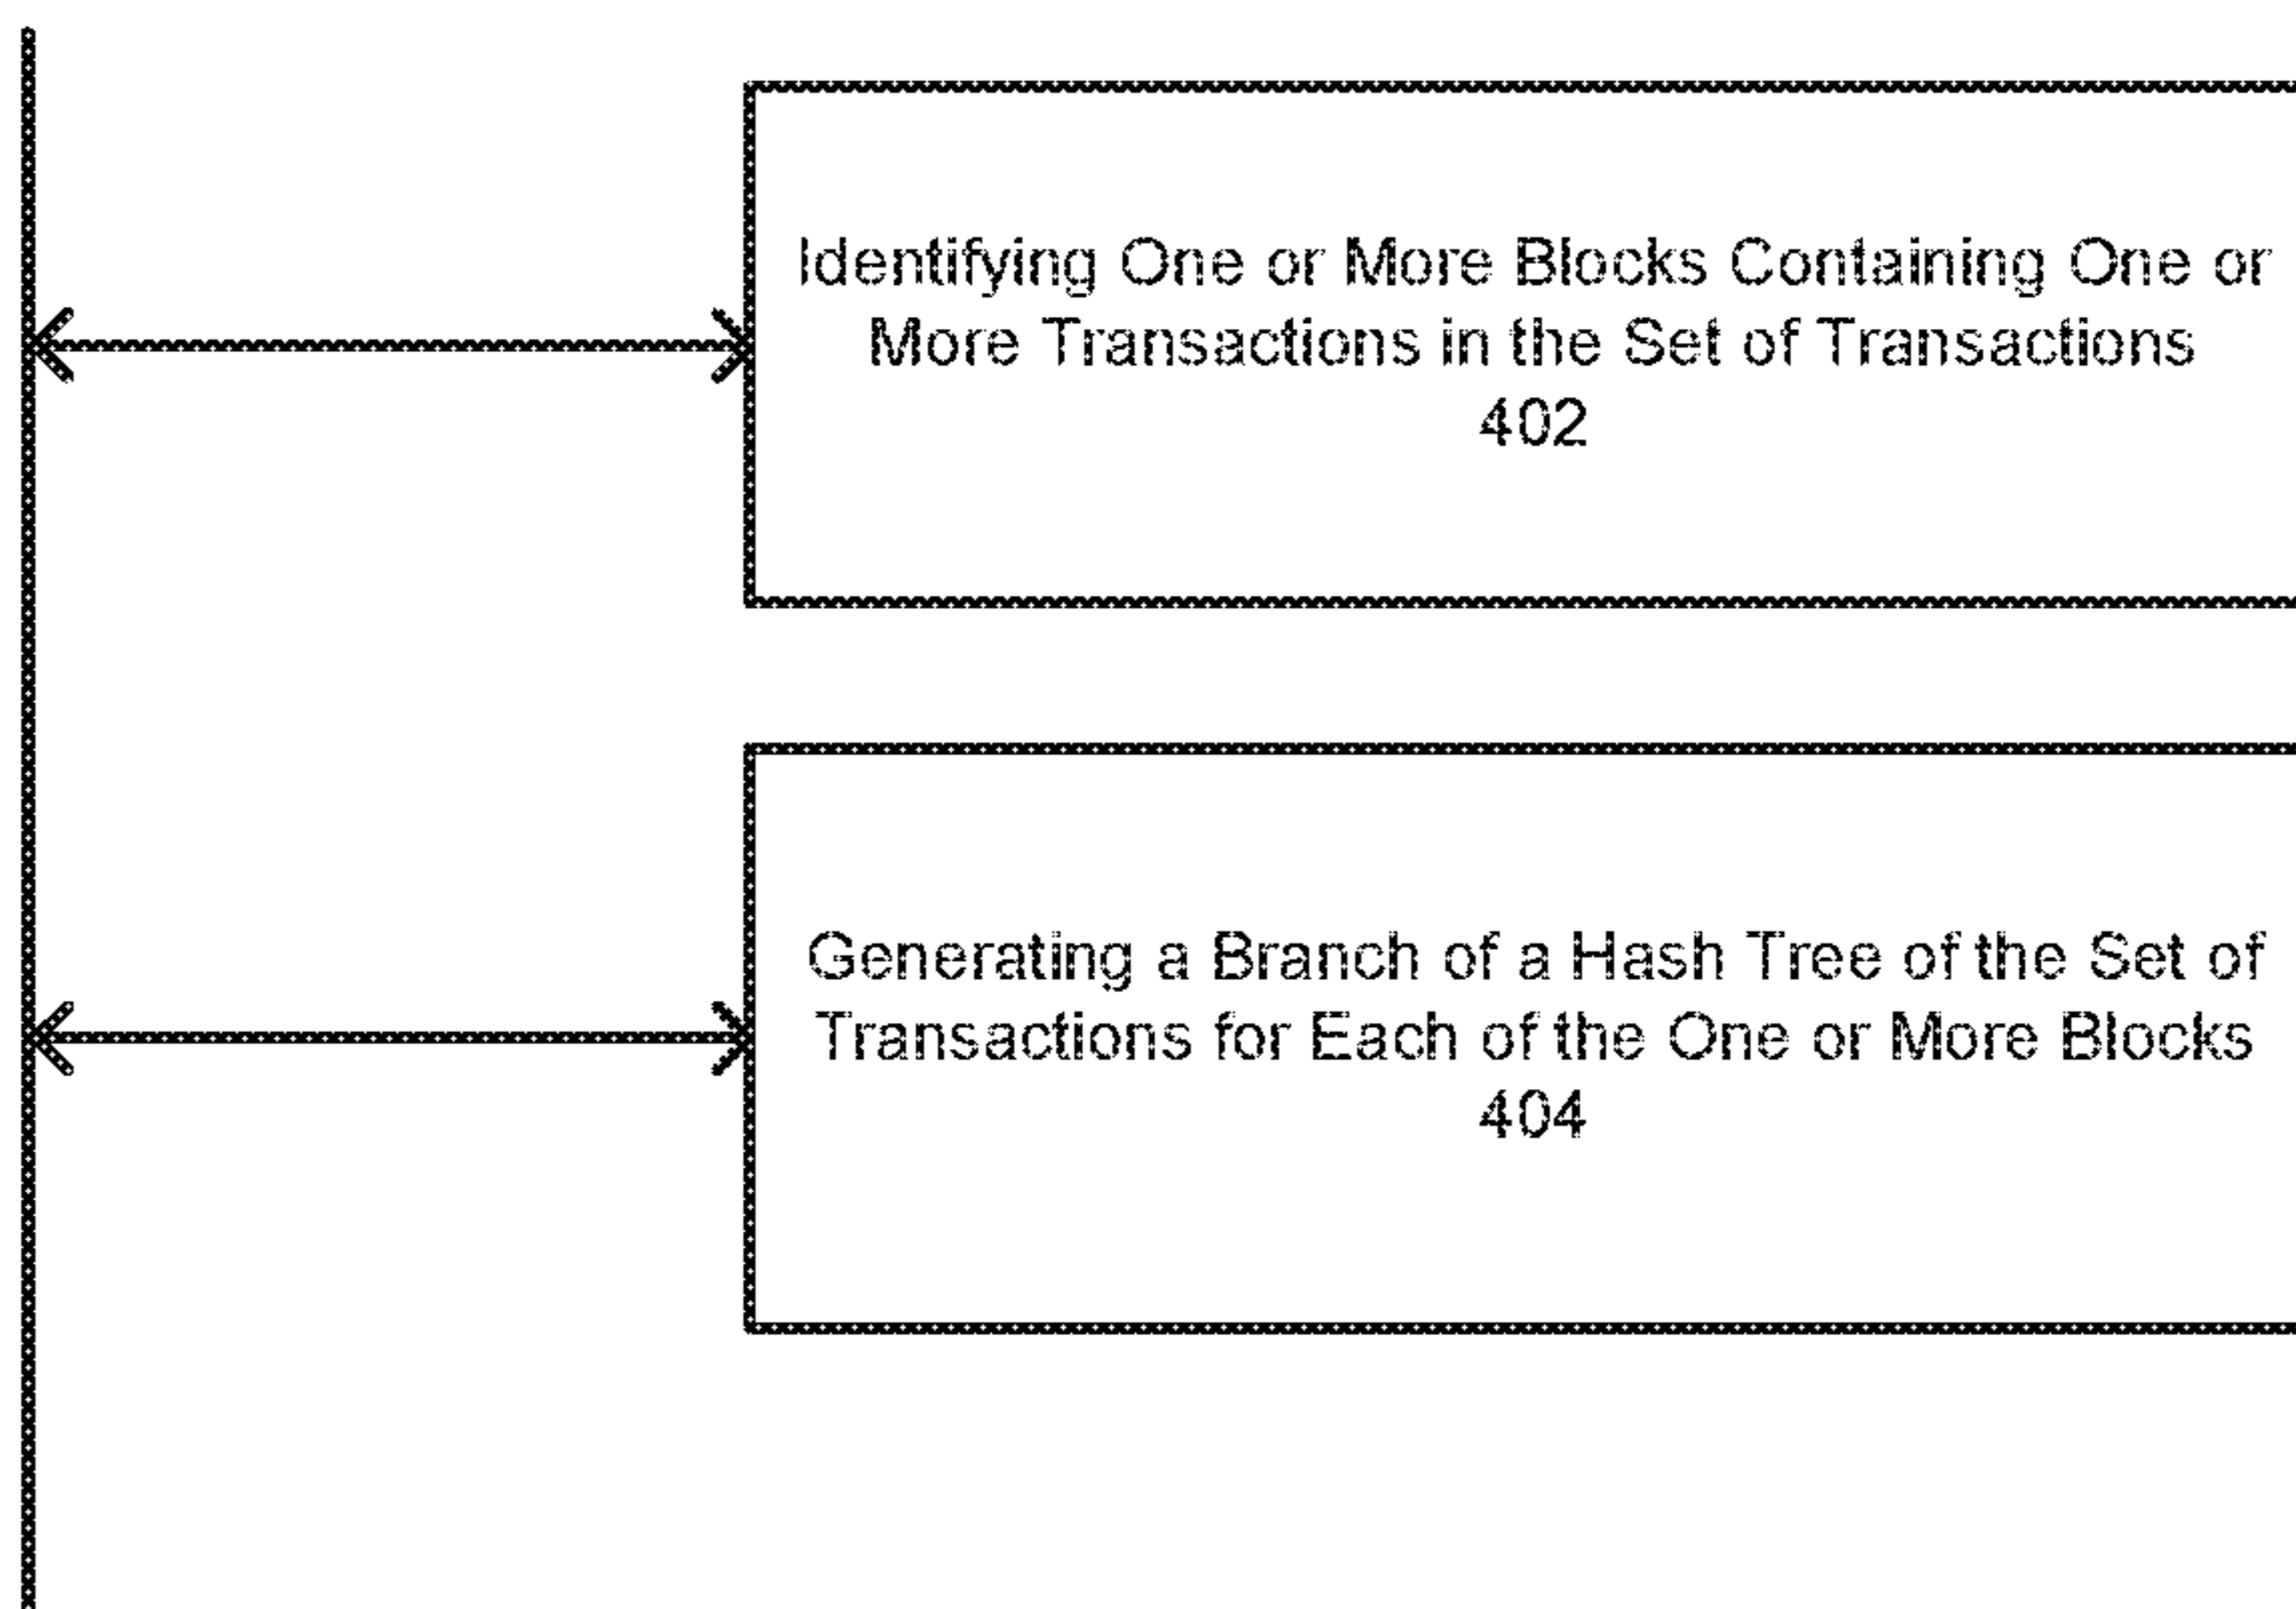 Identifying One or More Blocks Containing One or
More Transactions in the Set of Transactions
402
Generating a Branch of a Hash Tree of the Set of
Transactions for Each of the One or More Blocks
404